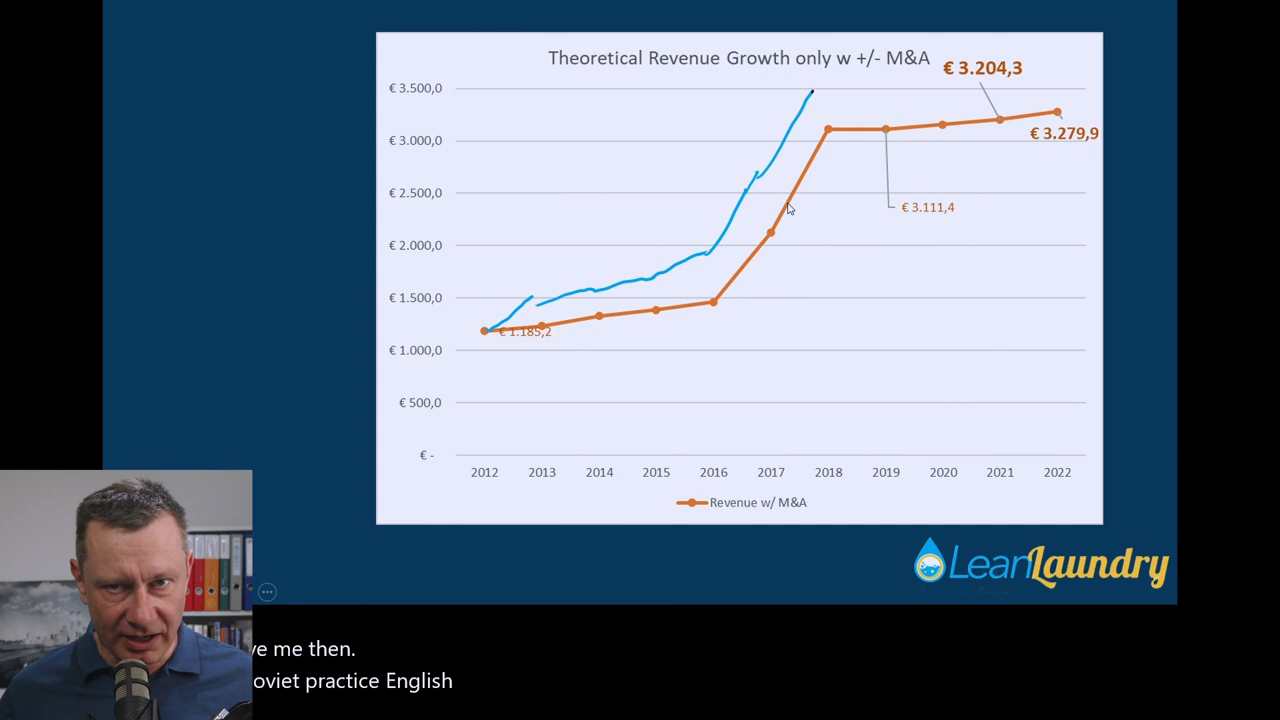 Theoretical Revenue Growth only w +/- M&A
€ 3.204,3
€ 3.500,0
€ 3.279,9
€ 3.000,0
€ 2.500,0
€ 3.111,4
€ 2.000,0
€ 1.500,0
€ 1.185,2
€ 1.000,0
€ 500,0
€ -
2012 2013 2014 2015 2016 2017 2018 2019 2020 2021 2022
Revenue w/ M&A
LeanLaundry
me then.
practice English